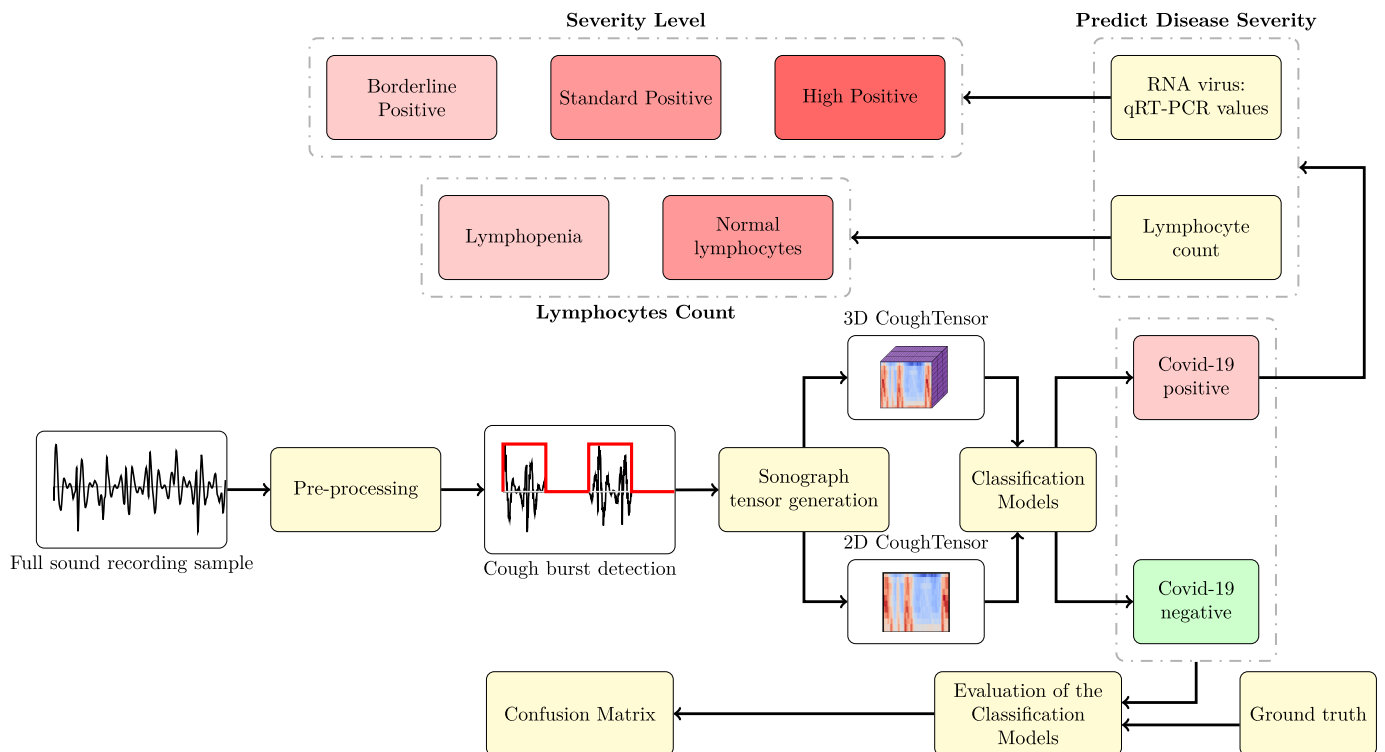 Severity Level
Predict Disease Severity
Borderline
Positive
Standard Positive
High Positive
RNA virus:
qRT-PCR values
Lymphopenia
Normal
lymphocytes
Lymphocyte
count
Lymphocytes Count
3D CoughTensor
Covid-19
positive
Pre-processing
Sonograph
tensor generation
Classification
Models
Full sound recording sample
Cough burst detection
2D CoughTensor
Covid-19
negative
Confusion Matrix
Evaluation of the
Classification
Models
Ground truth